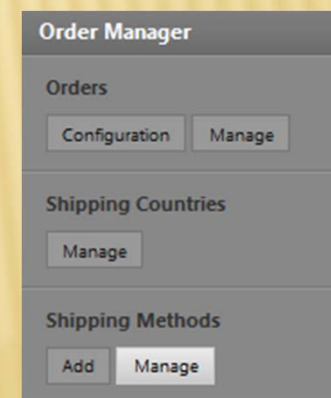 Order Manager
Orders
Configuration Manage
Shipping Countries
Manage
Shipping Methods
Add Manage